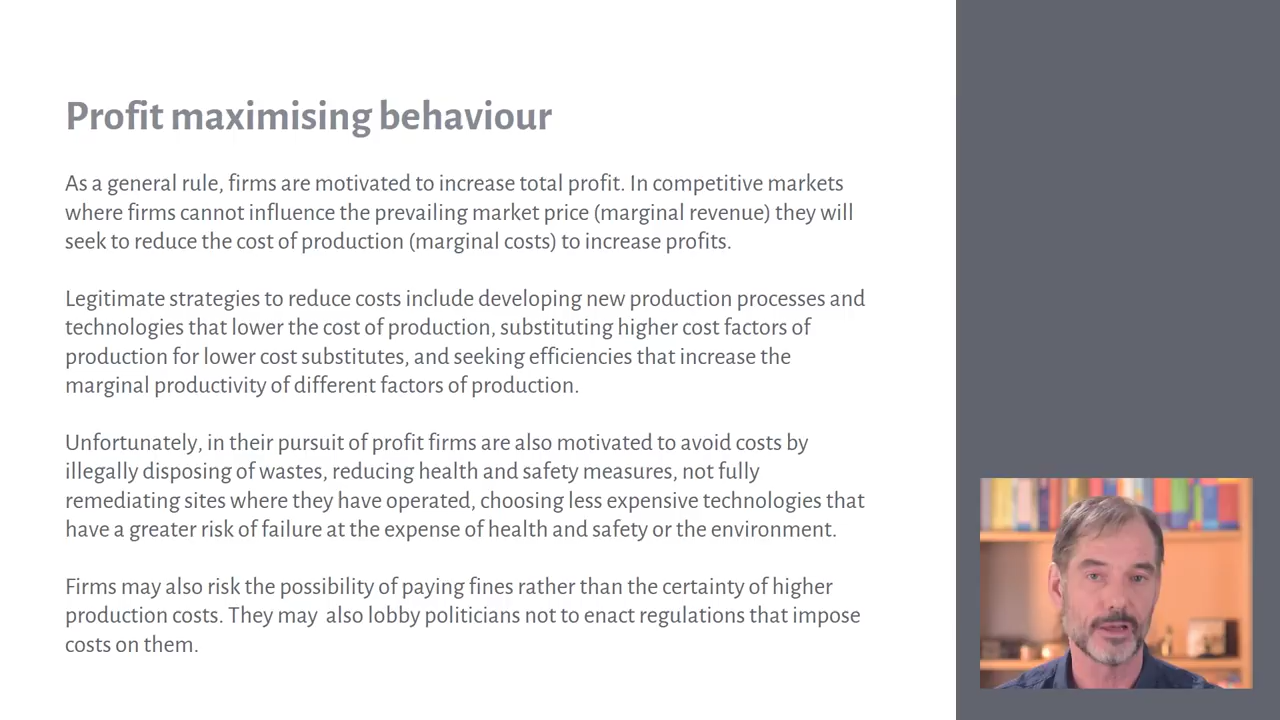 Profit maximising behaviour
As a general rule, firms are motivated to increase total profit. In competitive markets
where firms cannot influence the prevailing market price (marginal revenue) they will
seek to reduce the cost of production (marginal costs) to increase profits.
Legitimate strategies to reduce costs include developing new production processes and
technologies that lower the cost of production, substituting higher cost factors of
production for lower cost substitutes, and seeking efficiencies that increase the
marginal productivity of different factors of production.
Unfortunately, in their pursuit of profit firms are also motivated to avoid costs by
illegally disposing of wastes, reducing health and safety measures, not fully
remediating sites where they have operated, choosing less expensive technologies that
have a greater risk of failure at the expense of health and safety or the environment.
Firms may also risk the possibility of paying fines rather than the certainty of higher
production costs. They may  also lobby politicians not to enact regulations that impose
costs on them.